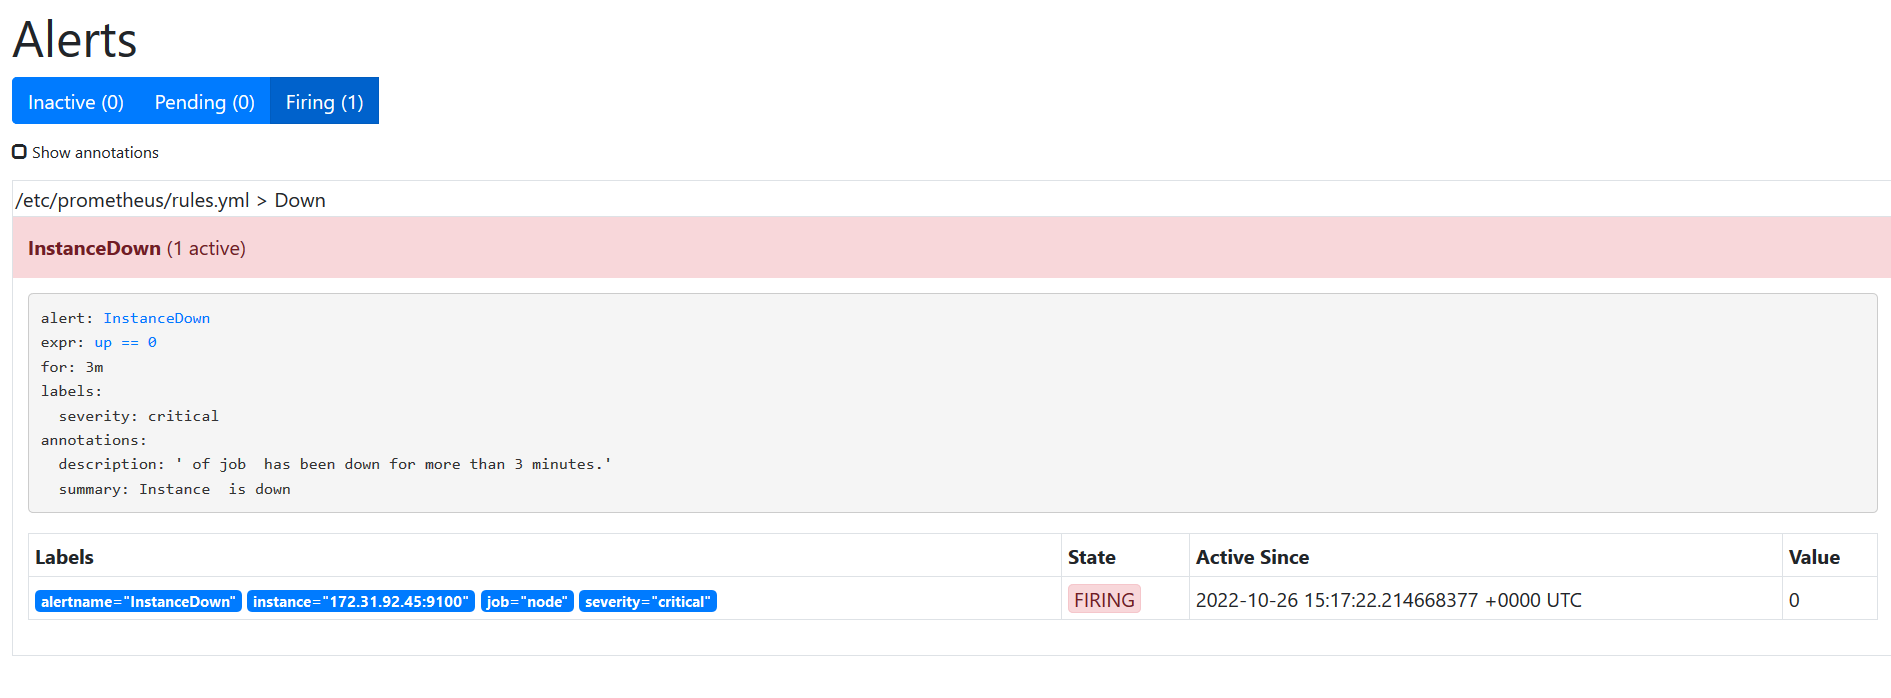 Alerts
Inactive (0) Pending (0) Firing (1)
Show annotations
/etc/prometheus/rules.yml > Down
InstanceDown (1 active)
alert: InstanceDown
expr: up == 0
for: 3m
labels:
  severity: critical
annotations:
  description: ' of job  has been down for more than 3 minutes.'
  summary: Instance  is down
Labels State Active Since Value
alertname="InstanceDown" instance="172.31.92.45:9100" job="node" severity="critical" FIRING 2022-10-26 15:17:22.214668377 +0000 UTC 0